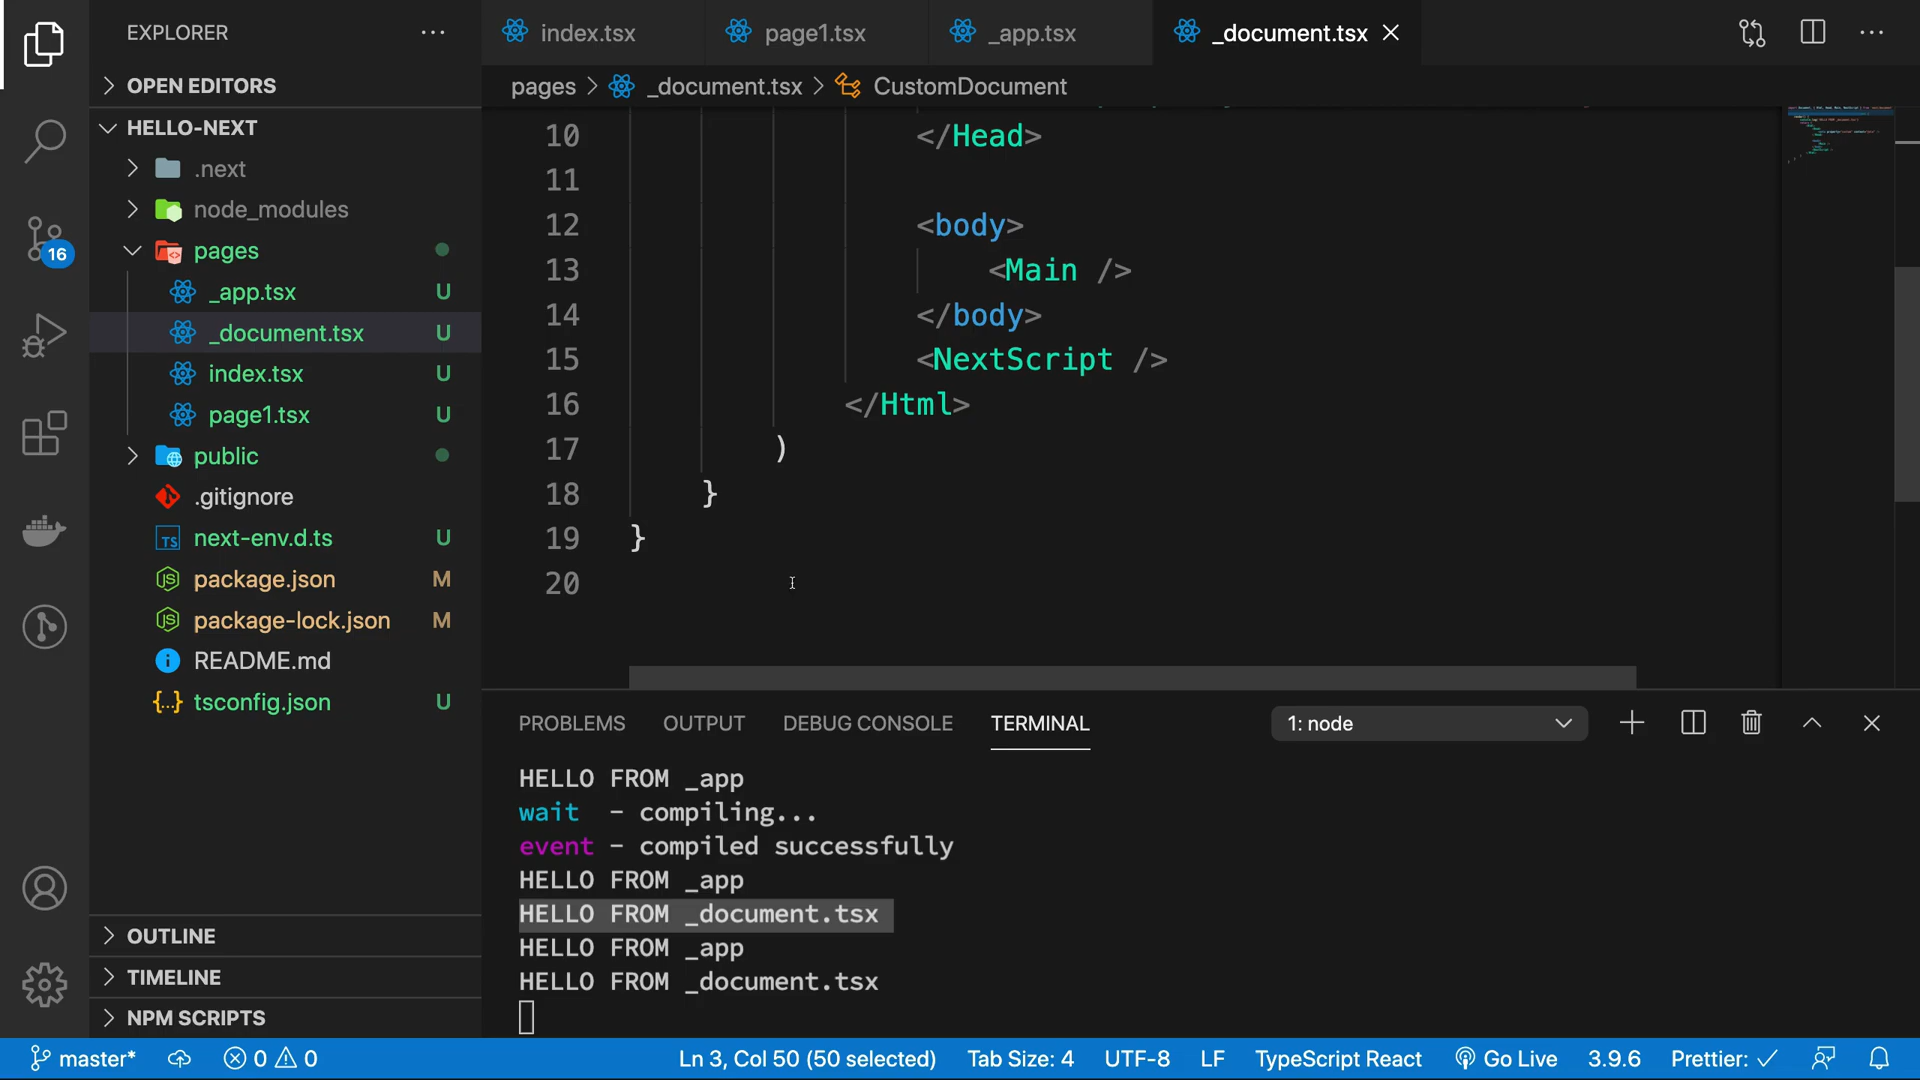 EXPLORER
OPEN EDITORS
HELLO-NEXT
.next
node_modules
pages
_app.tsx U
_document.tsx U
index.tsx U
page1.tsx U
public
.gitignore
next-env.d.ts U
package.json M
package-lock.json M
README.md
tsconfig.json U
OUTLINE
TIMELINE
NPM SCRIPTS
16
index.tsx page1.tsx _app.tsx _document.tsx
pages > _document.tsx > CustomDocument
10 </Head>
11
12 <body>
13 <Main />
14 </body>
15 <NextScript />
16 </Html>
17 )
18 }
19 }
20
PROBLEMS OUTPUT DEBUG CONSOLE TERMINAL 1: node
HELLO FROM _app
wait - compiling...
event - compiled successfully
HELLO FROM _app
HELLO FROM _document.tsx
HELLO FROM _app
HELLO FROM _document.tsx
master* 0 0 Ln 3, Col 50 (50 selected) Tab Size: 4 UTF-8 LF TypeScript React Go Live 3.9.6 Prettier: ✓